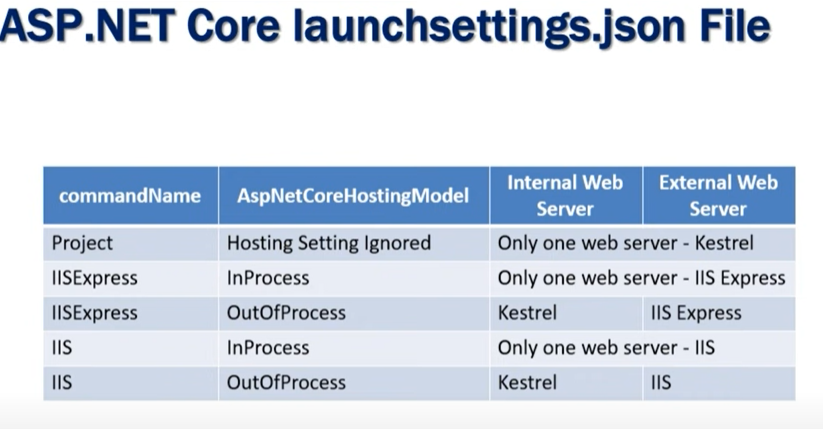 ASP.NET Core launchsettings.json File
commandName AspNetCoreHostingModel Internal Web Server External Web Server
Project Hosting Setting Ignored Only one web server - Kestrel
IISExpress InProcess Only one web server - IIS Express
IISExpress OutOfProcess Kestrel IIS Express
IIS InProcess Only one web server - IIS
IIS OutOfProcess Kestrel IIS